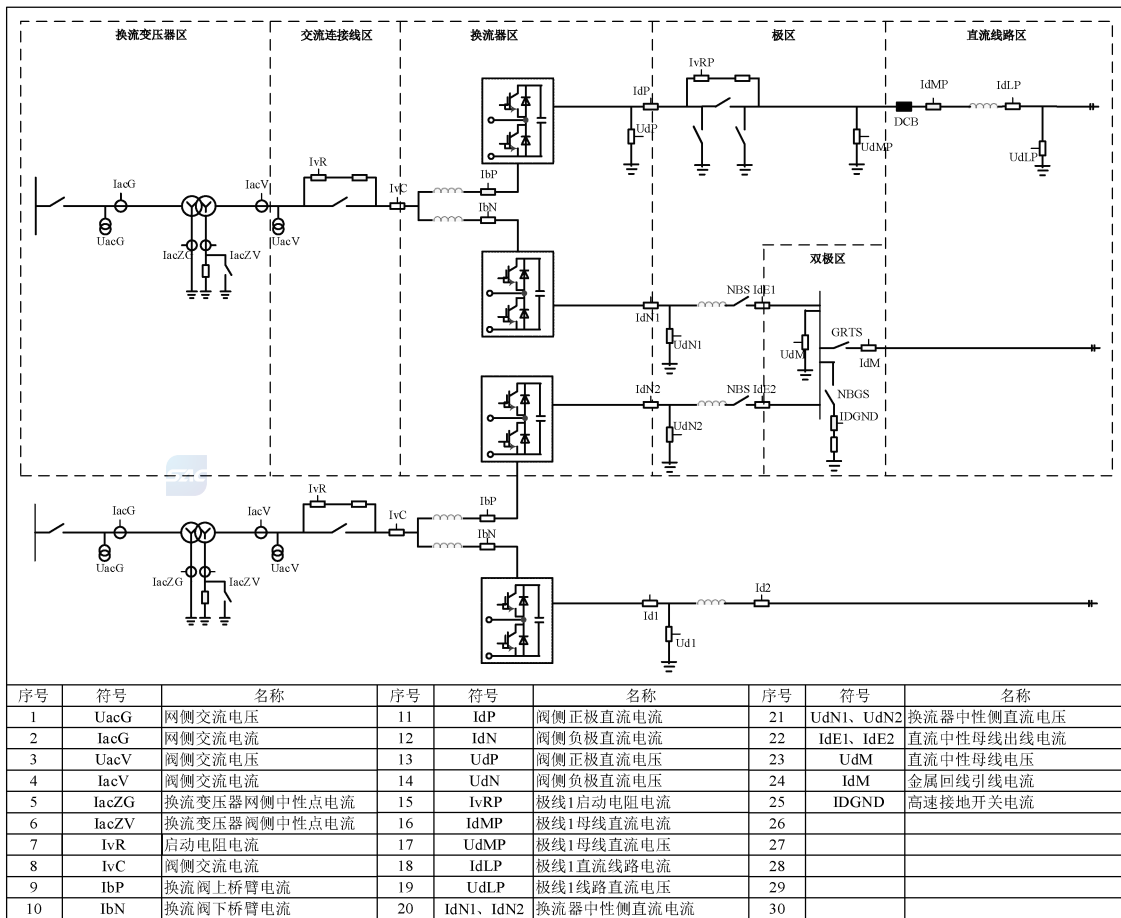 换流变压器区 交流连接线区 换流器区 极区 直流线路区
IvRP
IdP IdMP IdLP
UdP UdMP DCB UdLP
IvR
IacG IacV IvC IbP
IbN
UacG UacV
IacZG IacZV
双极区
NBS IdE1
IdN1
UdN1 UdM GRTS
IdM
IdN2 NBS IdE2 NBGS
UdN2 IDGND
IvR
IacG IacV IvC IbP
IbN
UacG UacV
IacZG IacZV
Id1 Id2
Ud1
序号 符号 名称 序号 符号 名称 序号 符号 名称
1 UacG 网侧交流电压 11 IdP 阀侧正极直流电流 21 UdN1、UdN2 换流器中性侧直流电压
2 IacG 网侧交流电流 12 IdN 阀侧负极直流电流 22 IdE1、IdE2 直流中性母线出线电流
3 UacV 阀侧交流电压 13 UdP 阀侧正极直流电压 23 UdM 直流中性母线电压
4 IacV 阀侧交流电流 14 UdN 阀侧负极直流电压 24 IdM 金属回线引线电流
5 IacZG 换流变压器网侧中性点电流 15 IvRP 极线1启动电阻电流 25 IDGND 高速接地开关电流
6 IacZV 换流变压器阀侧中性点电流 16 IdMP 极线1母线直流电流 26
7 IvR 启动电阻电流 17 UdMP 极线1母线直流电压 27
8 IvC 阀侧交流电流 18 IdLP 极线1直流线路电流 28
9 IbP 换流阀上桥臂电流 19 UdLP 极线1线路直流电压 29
10 IbN 换流阀下桥臂电流 20 IdN1、IdN2 换流器中性侧直流电流 30